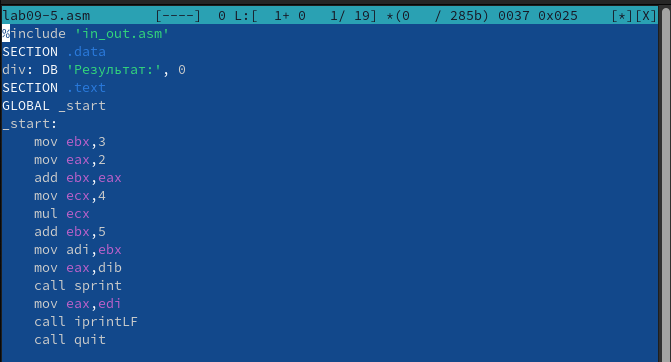 lab09-5.asm [----] 0 L:[ 1+ 0 1/ 19] *(0 / 285b) 0037 0x025 [*][X]
%include 'in_out.asm'
SECTION .data
div: DB 'Результат:', 0
SECTION .text
GLOBAL _start
_start:
mov ebx,3
mov eax,2
add ebx,eax
mov ecx,4
mul ecx
add ebx,5
mov adi,ebx
mov eax,dib
call sprint
mov eax,edi
call iprintLF
call quit